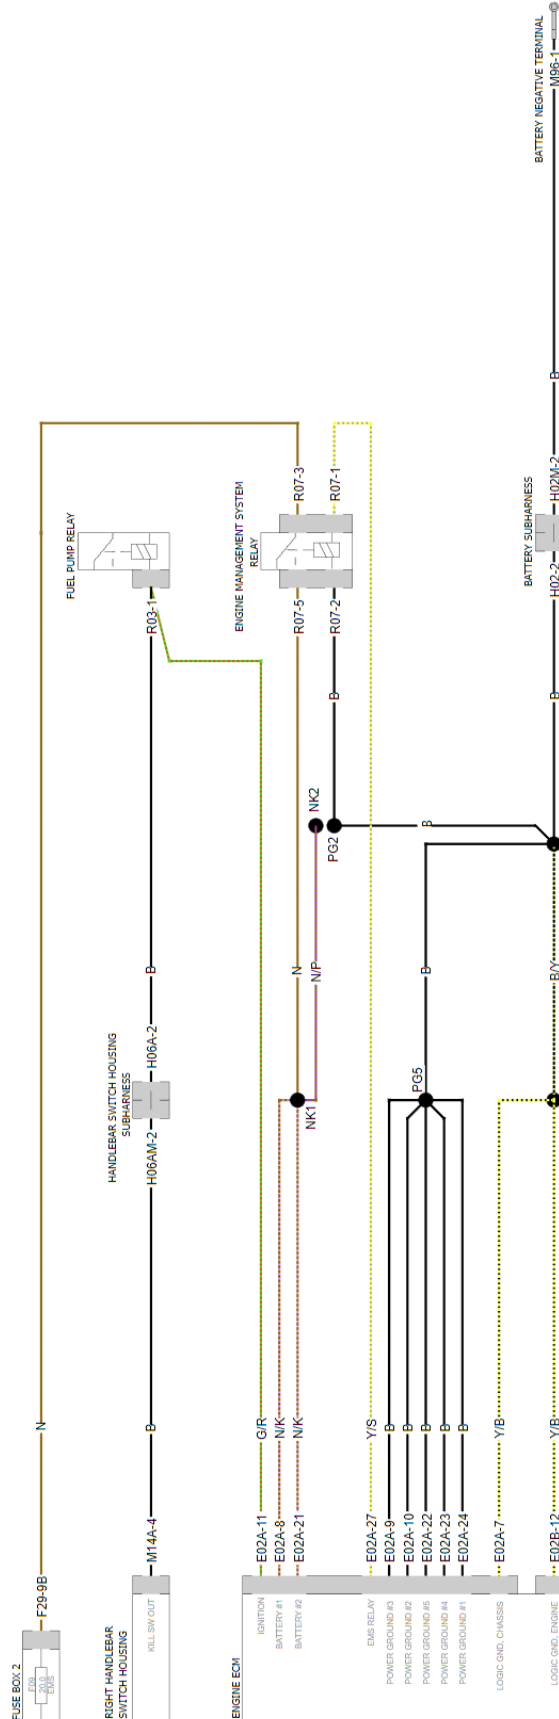 BATTERY NEGATIVE TERMINAL
M96-1
B
FUEL PUMP RELAY
ENGINE MANAGEMENT SYSTEM
RELAY
R07-3
R07-1
BATTERY SUBHARNESS
H02M-2
H02-2
R03-1
R07-5
R07-2
B
B
NK2
PG2
B
HANDLEBAR SWITCH HOUSING
SUBHARNESS
B
H06A-2
H06AM-2
N
N/P
B
B/Y
NK1
PG5
N
B
G/R
N/K
N/K
Y/S
B
B
B
B
B
Y/B
Y/B
F29-9B
M14A-4
E02A-11
E02A-8
E02A-21
E02A-27
E02A-9
E02A-10
E02A-22
E02A-23
E02A-24
E02A-7
E02B-12
FUSE BOX 2
F09
20.0
EMS
RIGHT HANDLEBAR
SWITCH HOUSING
KILL SW OUT
ENGINE ECM
IGNITION
BATTERY #1
BATTERY #2
EMS RELAY
POWER GROUND #3
POWER GROUND #2
POWER GROUND #5
POWER GROUND #4
POWER GROUND #1
LOGIC GND, CHASSIS
LOGIC GND, ENGINE